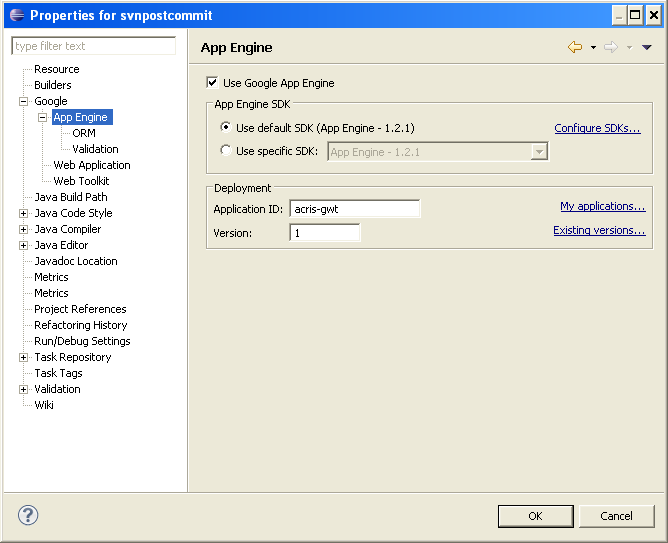 Properties for svnpostcommit
type filter text
Resource
Builders
Google
App Engine
ORM
Validation
Web Application
Web Toolkit
Java Build Path
Java Code Style
Java Compiler
Java Editor
Javadoc Location
Metrics
Metrics
Project References
Refactoring History
Run/Debug Settings
Task Repository
Task Tags
Validation
Wiki
App Engine
Use Google App Engine
App Engine SDK
Use default SDK (App Engine - 1.2.1) Configure SDKs...
Use specific SDK: App Engine - 1.2.1
Deployment
Application ID: acris-gwt My applications...
Version: 1 Existing versions...
?
OK Cancel